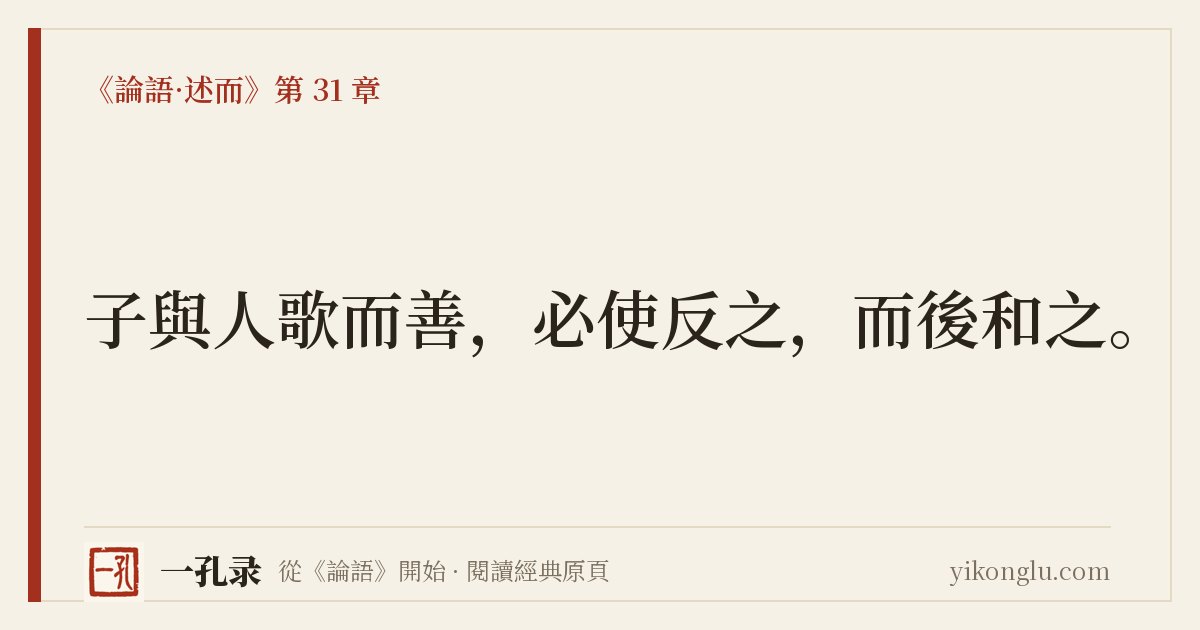 《論語·述而》第 31 章
子與人歌而善，必使反之，而後和之。
一孔
一孔录 從《論語》開始 · 閱讀經典原頁
yikonglu.com